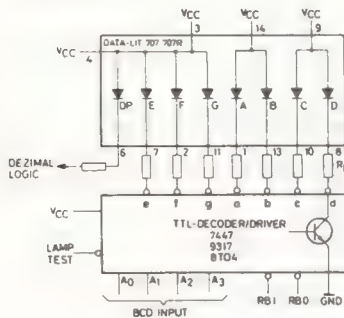 VCC VCC VCC
3 14 9
DATA-LIT 707 707R
VCC
4
DP E F G A B C D
6 7 2 11 1 13 10 8
DEZIMAL
LOGIC
R
e f g a b c d
VCC
TTL-DECODER/DRIVER
7447
9317
8T04
LAMP
TEST
A0 A1 A2 A3 RBI RBO GND
BCD INPUT